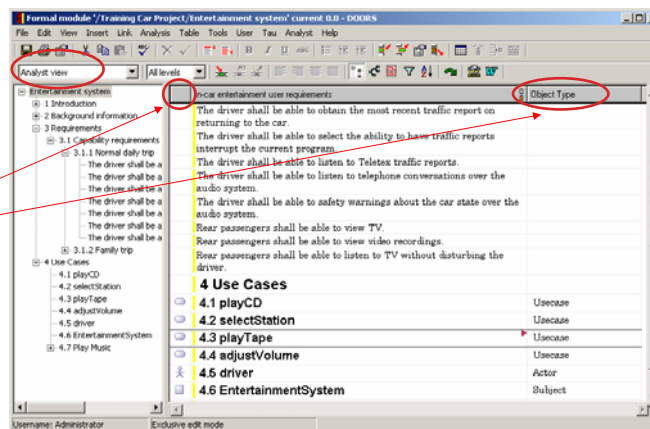 Formal module '/Training Car Project/Entertainment system' current 0.0 - DOORS
File Edit View Insert Link Analysis Table Tools User Tau Analyst Help
Analyst view All levels
Entertainment system
1 Introduction
2 Background information
3 Requirements
3.1 Capability requirements
3.1.1 Normal daily trip
The driver shall be a
The driver shall be a
The driver shall be a
The driver shall be a
The driver shall be a
The driver shall be a
The driver shall be a
3.1.2 Family trip
4 Use Cases
4.1 playCD
4.2 selectStation
4.3 playTape
4.4 adjustVolume
4.5 driver
4.6 EntertainmentSystem
4.7 Play Music
in-car entertainment user requirements Object Type
The driver shall be able to obtain the most recent traffic report on
returning to the car.
The driver shall be able to select the ability to have traffic reports
interrupt the current program.
The driver shall be able to listen to Teletex traffic reports.
The driver shall be able to listen to telephone conversations over the
audio system.
The driver shall be able to safety warnings about the car state over the
audio system.
Rear passengers shall be able to view TV.
Rear passengers shall be able to view video recordings.
Rear passengers shall be able to listen to TV without disturbing the
driver.
4 Use Cases
4.1 playCD Usecase
4.2 selectStation Usecase
4.3 playTape Usecase
4.4 adjustVolume Usecase
4.5 driver Actor
4.6 EntertainmentSystem Subject
Username: Administrator Exclusive edit mode